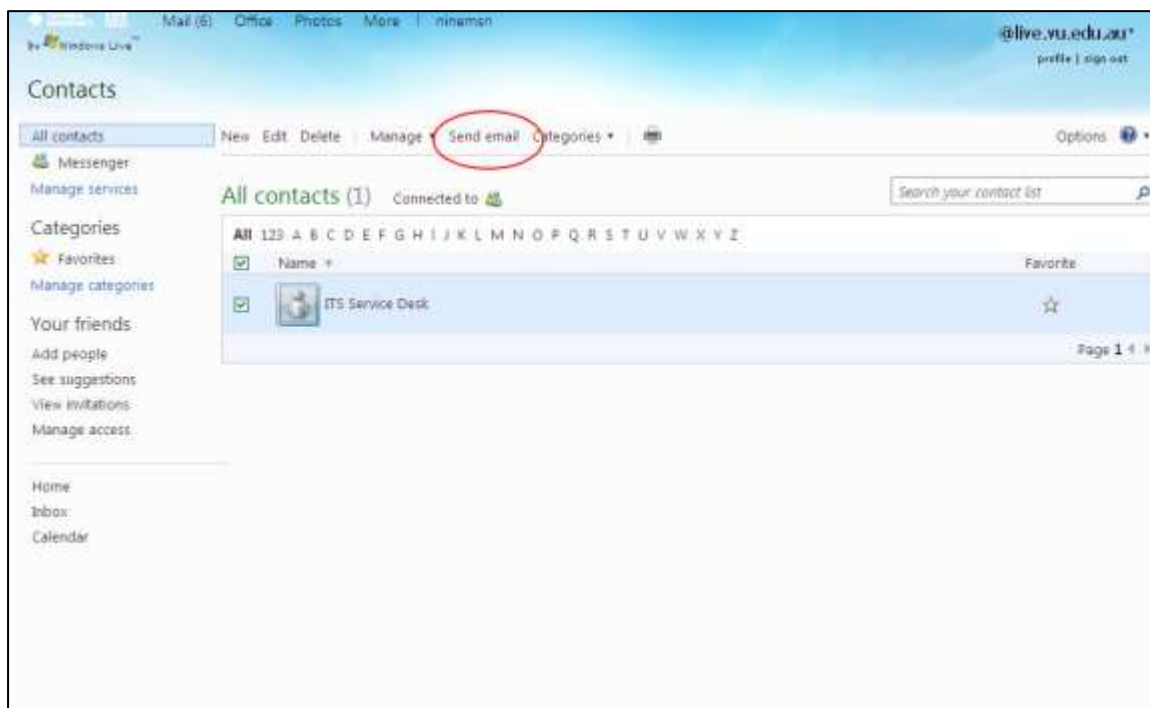 Mail (6) Office Photos More | ninemsn
by Windows Live™
@live.vu.edu.au
profile | sign out
Contacts
All contacts
Messenger
Manage services
Categories
Favorites
Manage categories
Your friends
Add people
See suggestions
View invitations
Manage access
Home
Inbox
Calendar
New Edit Delete Manage Send email Categories
Options
All contacts (1) Connected to
Search your contact list
All 123 A B C D E F G H I J K L M N O P Q R S T U V W X Y Z
Name Favorite
ITS Service Desk
Page 1